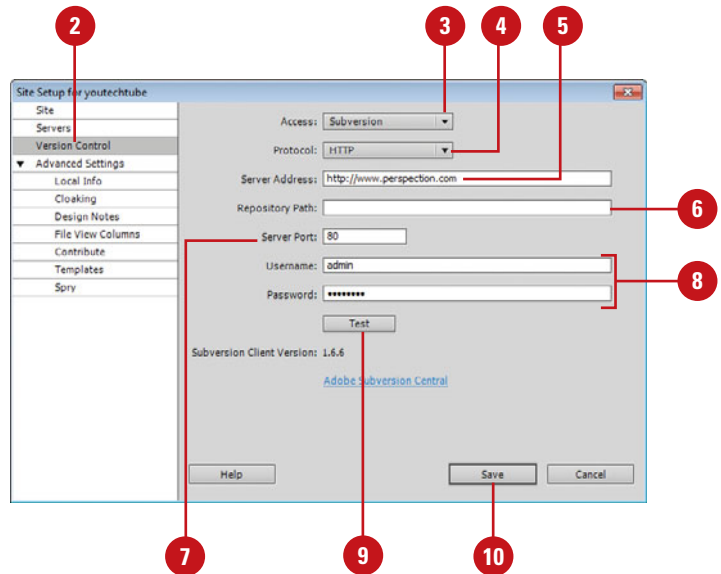 2
3
4
5
Site Setup for youtechtube
Site
Servers
Version Control
Advanced Settings
Local Info
Cloaking
Design Notes
File View Columns
Contribute
Templates
Spry
Access: Subversion
Protocol: HTTP
Server Address: http://www.perspection.com
Repository Path:
6
Server Port: 80
Username: admin
8
Password: ••••••••
Test
Subversion Client Version: 1.6.6
Adobe Subversion Central
Help
Save
Cancel
7
9
10